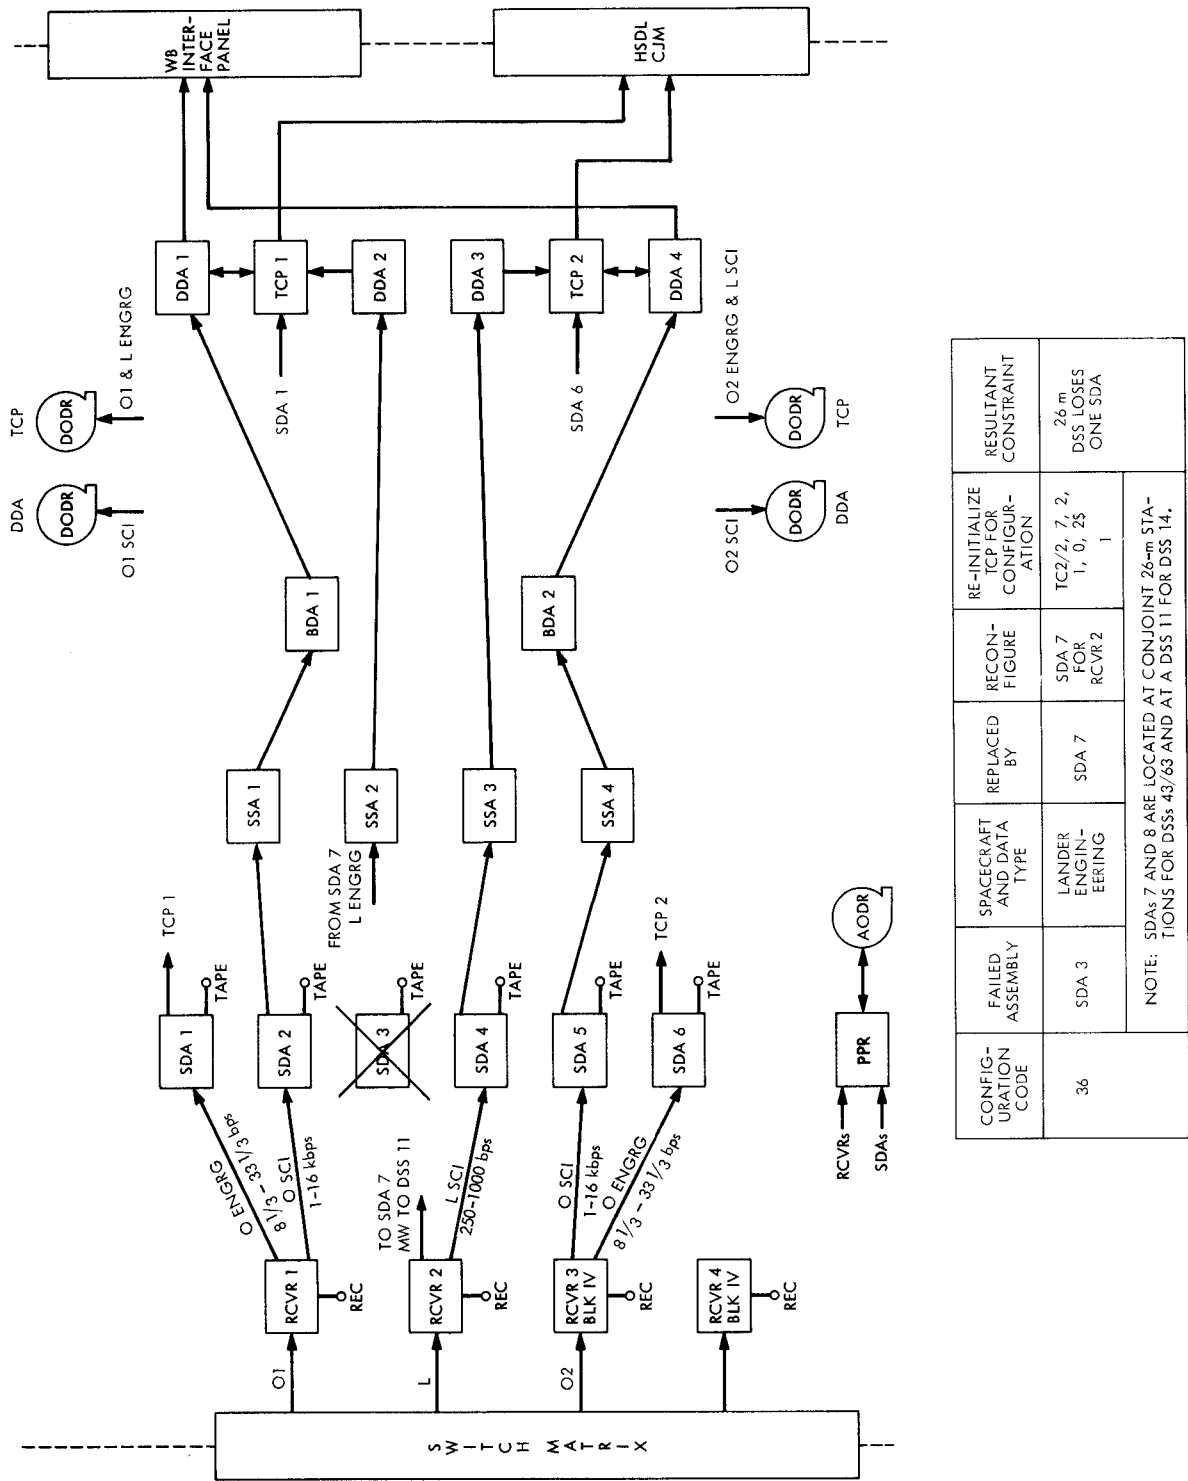 SWITCH MATRIX
O1
L
O2
RCVR 1
REC
RCVR 2
REC
RCVR 3
BLK IV
REC
RCVR 4
BLK IV
REC
O ENGRG
8 1/3 - 33 1/3 bps
O SCI
1-16 kbps
TO SDA 7
MW TO DSS 11
L SCI
250-1000 bps
O SCI
1-16 kbps
O ENGRG
8 1/3 - 33 1/3 bps
TCP 1
SDA 1
TAPE
SDA 2
TAPE
SDA 3
TAPE
SDA 4
TAPE
SDA 5
TAPE
SDA 6
TAPE
TCP 2
FROM SDA 7
L ENGRG
SSA 1
SSA 2
SSA 3
SSA 4
BDA 1
BDA 2
DDA
DODR
O1 SCI
TCP
DODR
O1 & L ENGRG
SDA 1
SDA 6
O2 SCI
DODR
DDA
O2 ENGRG & L SCI
DODR
TCP
DDA 1
TCP 1
DDA 2
DDA 3
TCP 2
DDA 4
WB
INTER-
FACE
PANEL
HSDL
CJM
RCVRs
SDAs
PPR
AODR
CONFIG-
URATION
CODE
FAILED
ASSEMBLY
SPACECRAFT
AND DATA
TYPE
REPLACED
BY
RECON-
FIGURE
RE-INITIALIZE
TCP FOR
CONFIGUR-
ATION
RESULTANT
CONSTRAINT
36
SDA 3
LANDER
ENGIN-
EERING
SDA 7
SDA 7
FOR
RCVR 2
TC2/2, 7, 2,
1, 0, 2$
1
26 m
DSS LOSES
ONE SDA
NOTE: SDAs 7 AND 8 ARE LOCATED AT CONJOINT 26-m STA-
TIONS FOR DSSs 43/63 AND AT A DSS 11 FOR DSS 14.